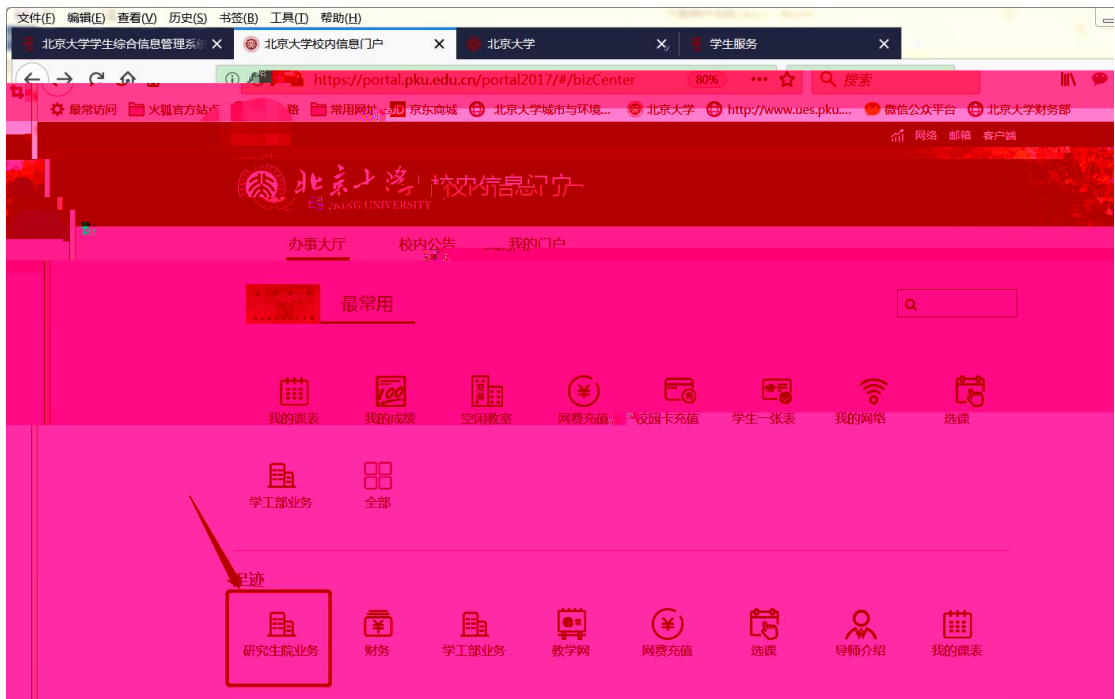 文件(F) 编辑(E) 查看(V) 历史(S) 书签(B) 工具(T) 帮助(H)
北京大学学生综合信息管理系统 北京大学校内信息门户 北京大学 学生服务
https://portal.pku.edu.cn/portal2017/#/bizCenter 80% 搜索
最常访问 火狐官方站点 路 常用网址 JD 京东商城 北京大学城市与环境... 北京大学 http://www.ues.pku.... 微信公众平台 北京大学财务部
网络 邮箱 客户端
北京大学 校内信息门户
PEKING UNIVERSITY
办事大厅 校内公告 我的门户
最常用
我的课表 我的成绩 空闲教室 网费充值 校园卡充值 学生一张表 我的网络 选课
学工部业务 全部
足迹
研究生院业务 财务 学工部业务 教学网 网费充值 选课 导师介绍 我的课表